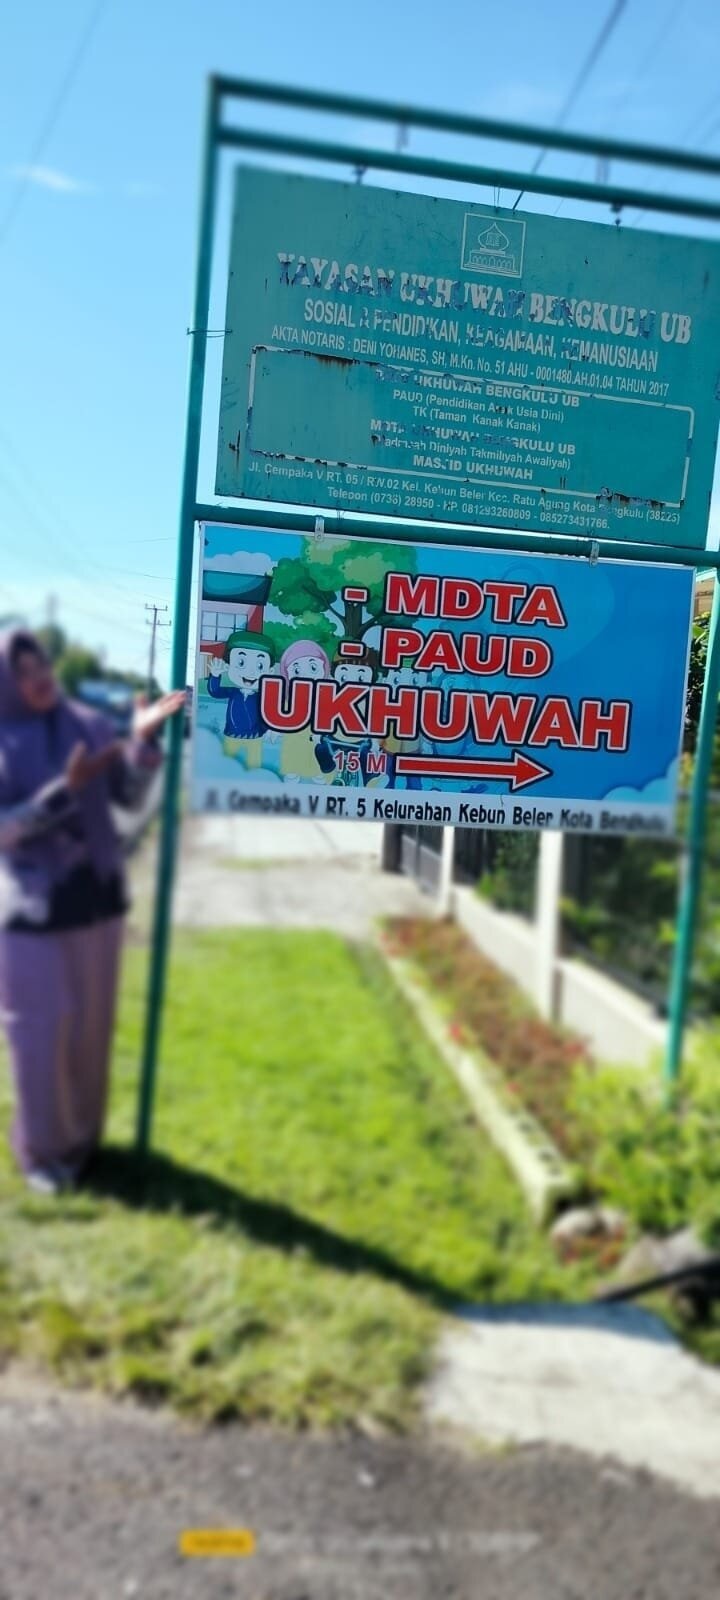 YAYASAN UKHUWAH BENGKULU UB
SOSIAL & PENDIDIKAN, KEAGAMAAN, KEMANUSIAAN
AKTA NOTARIS : DENI YOHANES, SH, M.Kn. No. 51 AHU - 0001480.AH.01.04 TAHUN 2017
UKHUWAH BENGKULU UB
PAUD (Pendidikan Anak Usia Dini)
TK (Taman Kanak Kanak)
MDTA UKHUWAH BENGKULU UB
(Madrasah Diniyah Takmiliyah Awaliyah)
MASJID UKHUWAH
Jl. Cempaka V RT. 05 / RW.02 Kel. Kebun Beler Kec. Ratu Agung Kota Bengkulu (38225)
Telepon (0736) 28950 - HP. 081293260809 - 085273431766.
- MDTA
- PAUD
UKHUWAH
15 M
Jl. Cempaka V RT. 5 Kelurahan Kebun Beler Kota Bengkulu